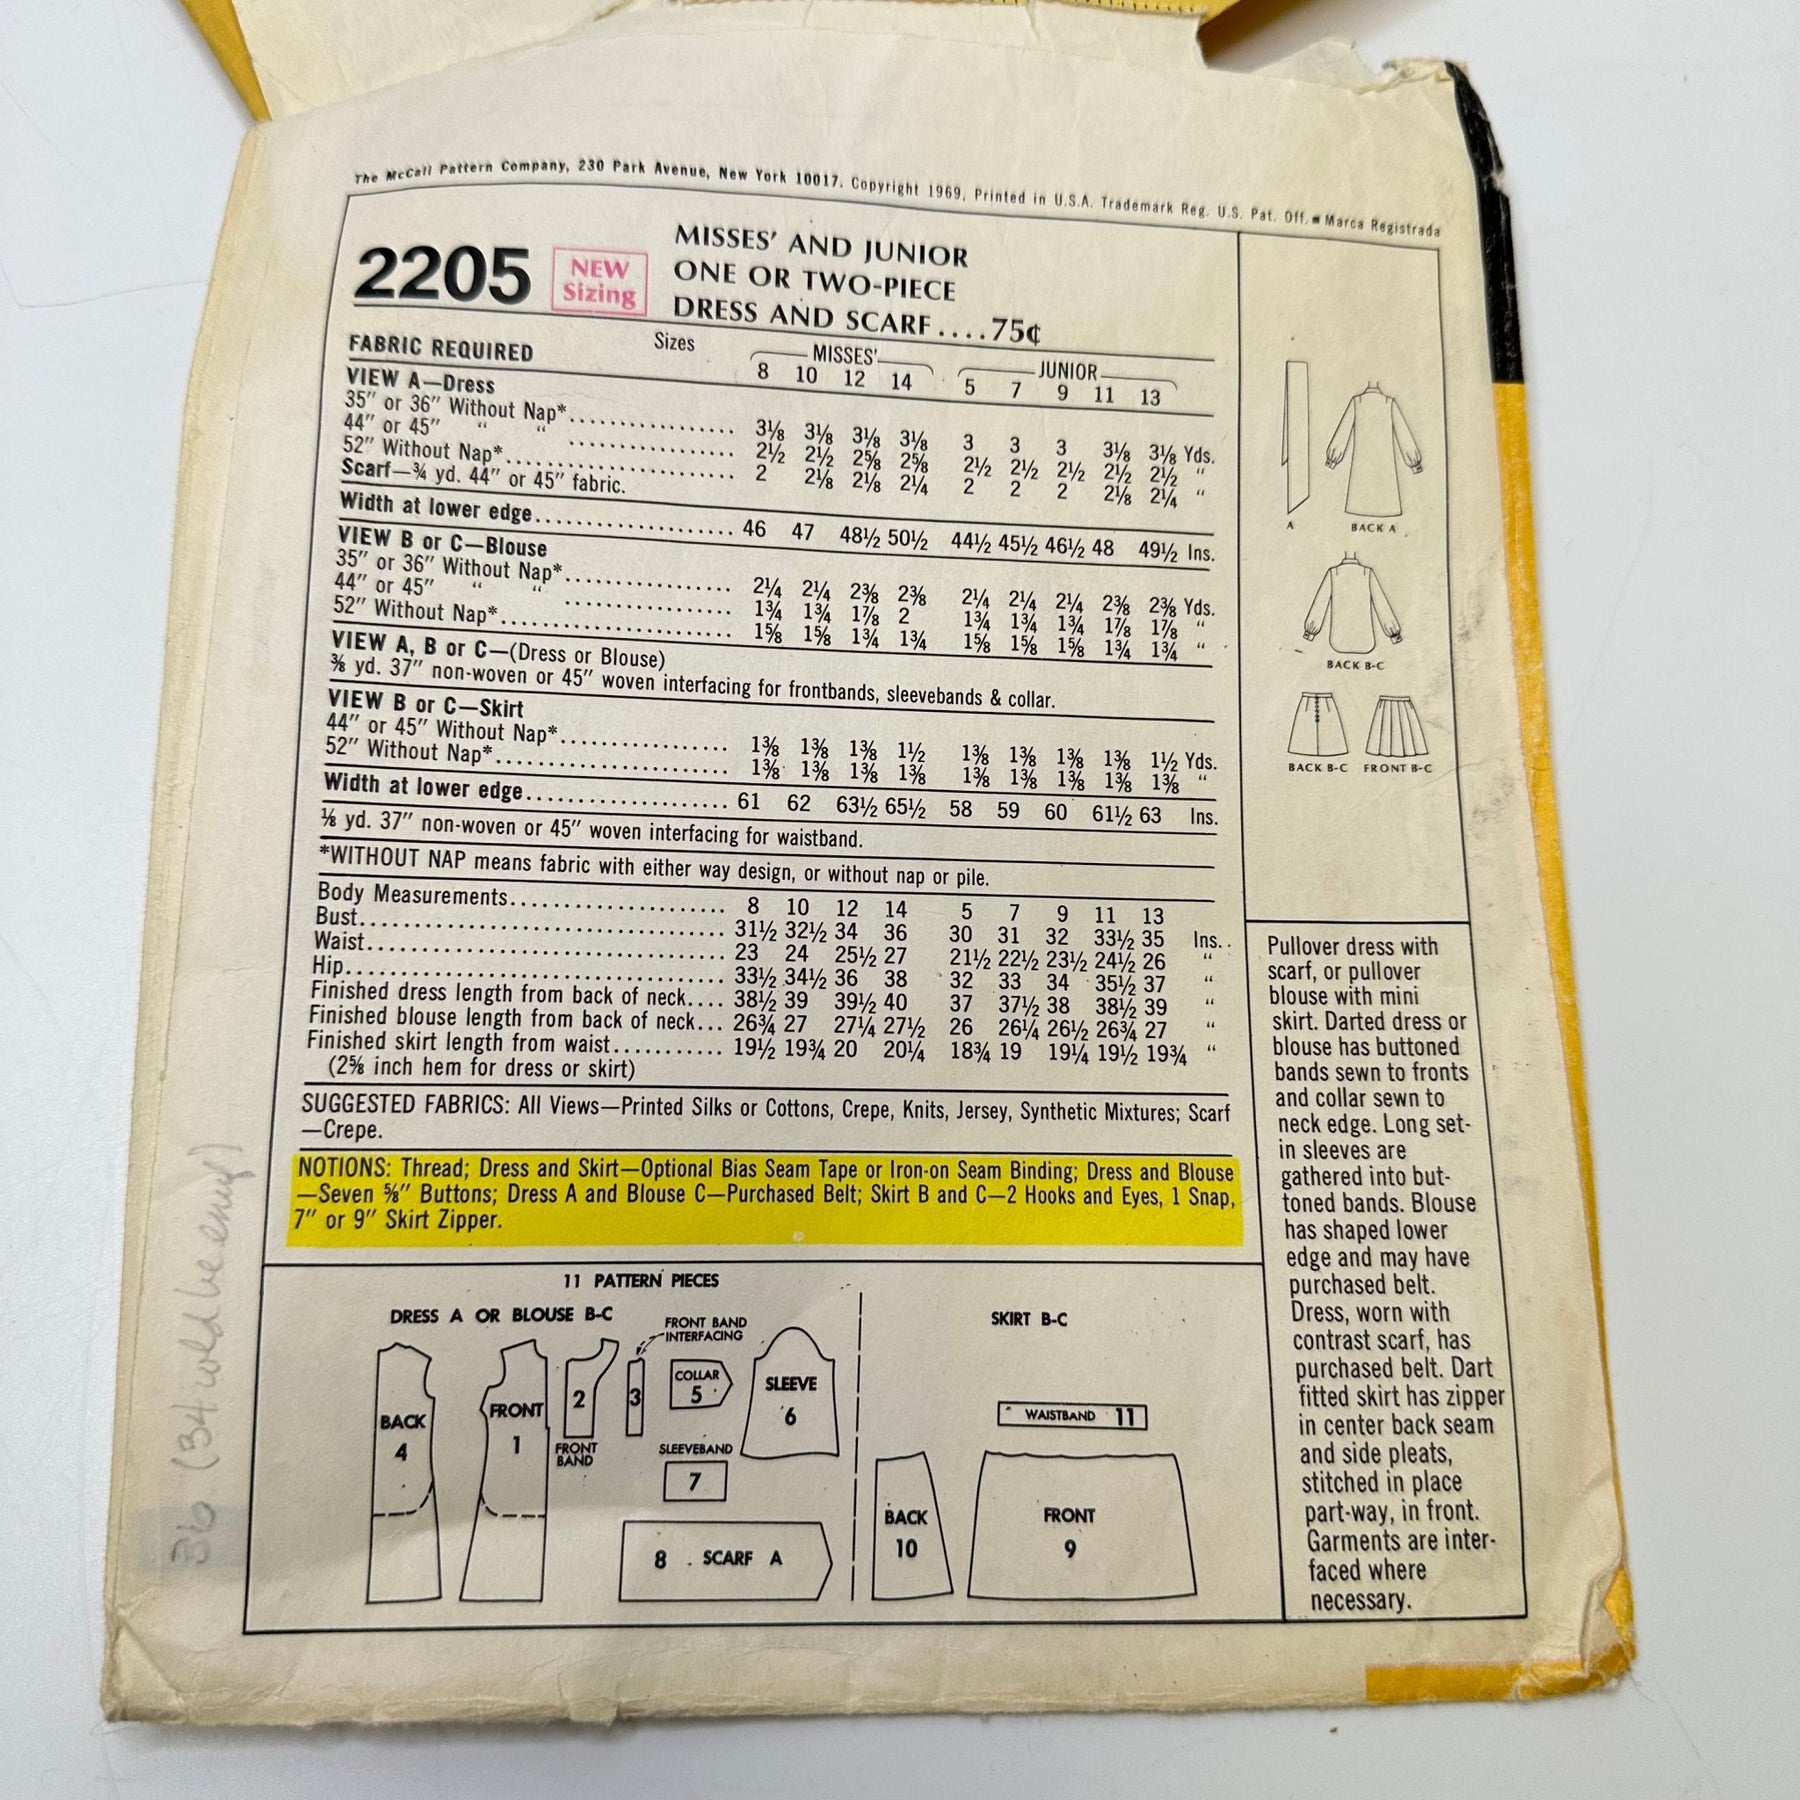 The McCall Pattern Company, 230 Park Avenue, New York 10017. Copyright 1969, Printed in U.S.A. Trademark Reg. U.S. Pat. Off. ■ Marca Registrada
2205
NEW
Sizing
MISSES' AND JUNIOR
ONE OR TWO-PIECE
DRESS AND SCARF....75¢
FABRIC REQUIRED Sizes MISSES' JUNIOR
8 10 12 14 5 7 9 11 13
VIEW A—Dress
35" or 36" Without Nap*.................. 3⅛ 3⅛ 3⅛ 3⅛ 3 3 3 3⅛ 3⅛ Yds.
44" or 45" " " .................. 2½ 2½ 2⅝ 2⅝ 2½ 2½ 2½ 2½ 2½ "
52" Without Nap*........................ 2 2⅛ 2⅛ 2¼ 2 2 2 2⅛ 2¼ "
Scarf—¾ yd. 44" or 45" fabric.
Width at lower edge..................... 46 47 48½ 50½ 44½ 45½ 46½ 48 49½ Ins.
VIEW B or C—Blouse
35" or 36" Without Nap*.................. 2¼ 2¼ 2⅜ 2⅜ 2¼ 2¼ 2¼ 2⅜ 2⅜ Yds.
44" or 45" " " .................. 1¾ 1¾ 1⅞ 2 1¾ 1¾ 1¾ 1⅞ 1⅞ "
52" Without Nap*........................ 1⅝ 1⅝ 1¾ 1¾ 1⅝ 1⅝ 1⅝ 1¾ 1¾ "
VIEW A, B or C—(Dress or Blouse)
⅜ yd. 37" non-woven or 45" woven interfacing for frontbands, sleevebands & collar.
VIEW B or C—Skirt
44" or 45" Without Nap*.................. 1⅜ 1⅜ 1⅜ 1½ 1⅜ 1⅜ 1⅜ 1⅜ 1½ Yds.
52" Without Nap*........................ 1⅜ 1⅜ 1⅜ 1⅜ 1⅜ 1⅜ 1⅜ 1⅜ 1⅜ "
Width at lower edge..................... 61 62 63½ 65½ 58 59 60 61½ 63 Ins.
⅛ yd. 37" non-woven or 45" woven interfacing for waistband.
*WITHOUT NAP means fabric with either way design, or without nap or pile.
Body Measurements...................... 8 10 12 14 5 7 9 11 13
Bust...................................... 31½ 32½ 34 36 30 31 32 33½ 35 Ins.
Waist..................................... 23 24 25½ 27 21½ 22½ 23½ 24½ 26 "
Hip....................................... 33½ 34½ 36 38 32 33 34 35½ 37 "
Finished dress length from back of neck.... 38½ 39 39½ 40 37 37½ 38 38½ 39 "
Finished blouse length from back of neck... 26¾ 27 27¼ 27½ 26 26¼ 26½ 26¾ 27 "
Finished skirt length from waist........... 19½ 19¾ 20 20¼ 18¾ 19 19¼ 19½ 19¾ "
(2⅝ inch hem for dress or skirt)
SUGGESTED FABRICS: All Views—Printed Silks or Cottons, Crepe, Knits, Jersey, Synthetic Mixtures; Scarf
—Crepe.
NOTIONS: Thread; Dress and Skirt—Optional Bias Seam Tape or Iron-on Seam Binding; Dress and Blouse
—Seven ⅝" Buttons; Dress A and Blouse C—Purchased Belt; Skirt B and C—2 Hooks and Eyes, 1 Snap,
7" or 9" Skirt Zipper.
11 PATTERN PIECES
DRESS A OR BLOUSE B-C
BACK
4
FRONT
1
2
FRONT
BAND
FRONT BAND
INTERFACING
3
COLLAR
5
SLEEVE
6
SLEEVEBAND
7
8 SCARF A
SKIRT B-C
WAISTBAND 11
BACK
10
FRONT
9
A
BACK A
BACK B-C
BACK B-C
FRONT B-C
Pullover dress with
scarf, or pullover
blouse with mini
skirt. Darted dress or
blouse has buttoned
bands sewn to fronts
and collar sewn to
neck edge. Long set-
in sleeves are
gathered into but-
toned bands. Blouse
has shaped lower
edge and may have
purchased belt.
Dress, worn with
contrast scarf, has
purchased belt. Dart
fitted skirt has zipper
in center back seam
and side pleats,
stitched in place
part-way, in front.
Garments are inter-
faced where
necessary.
36 (34